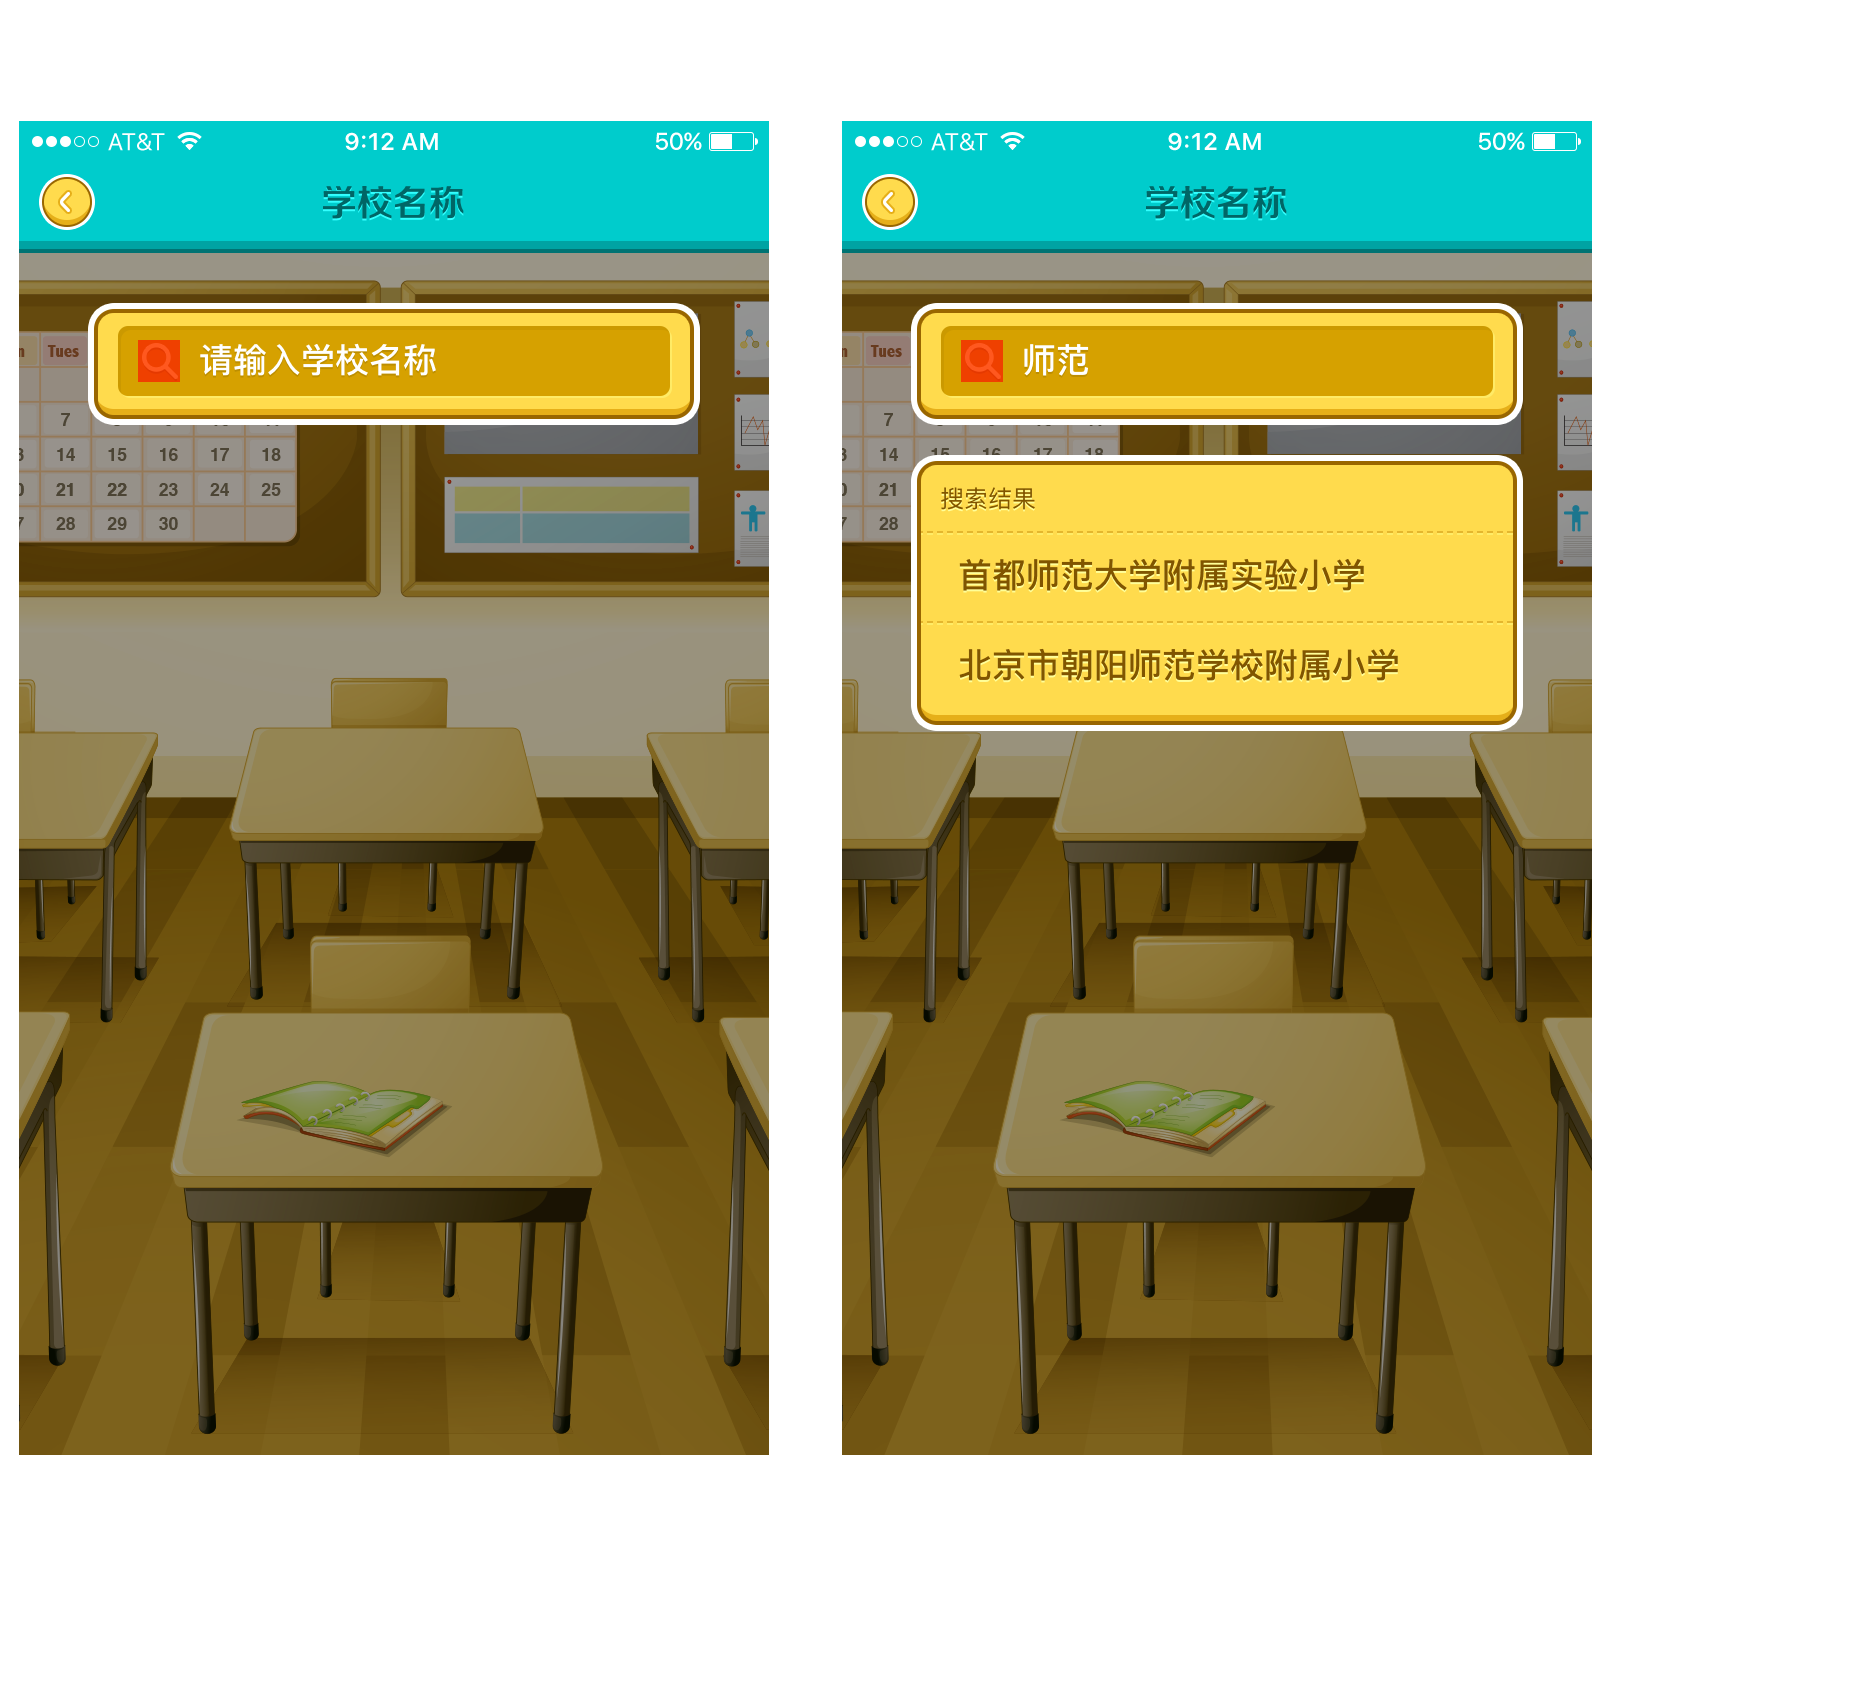 AT&T 9:12 AM 50%
学校名称
请输入学校名称
Tues
7
14 15 16 17 18
21 22 23 24 25
28 29 30
AT&T 9:12 AM 50%
学校名称
师范
Tues
7
14 15 16 17 18
21
28
搜索结果
首都师范大学附属实验小学
北京市朝阳师范学校附属小学